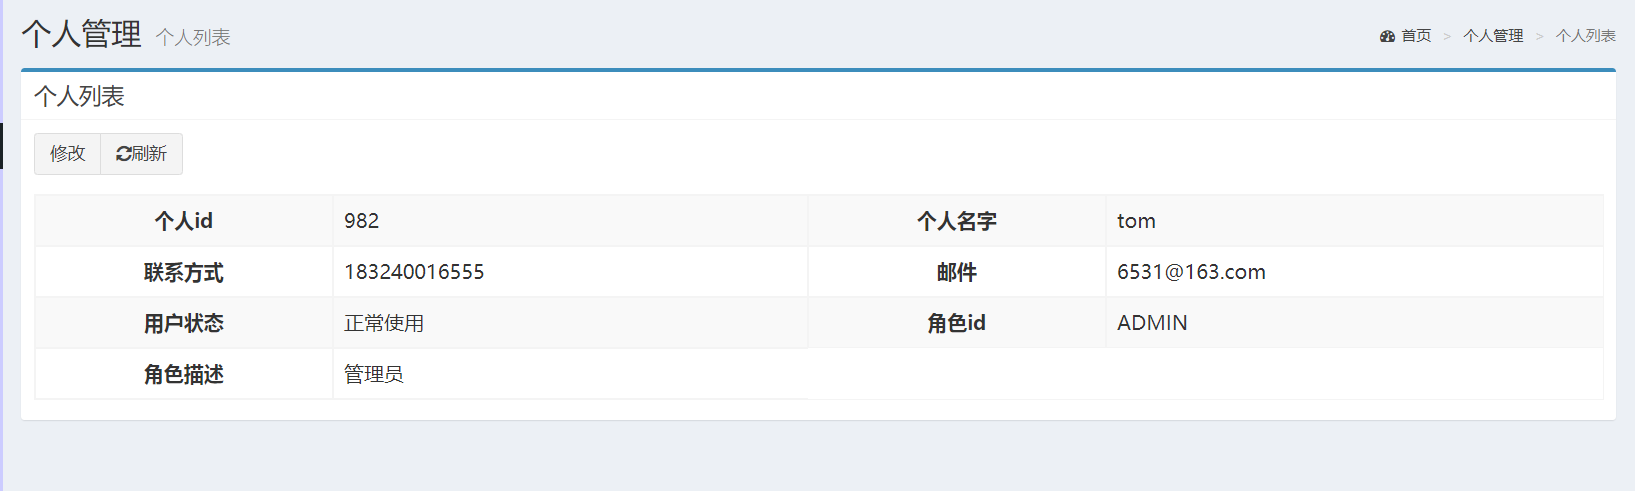 个人管理 个人列表
首页 > 个人管理 > 个人列表
个人列表
修改 刷新
个人id 982 个人名字 tom
联系方式 183240016555 邮件 6531@163.com
用户状态 正常使用 角色id ADMIN
角色描述 管理员